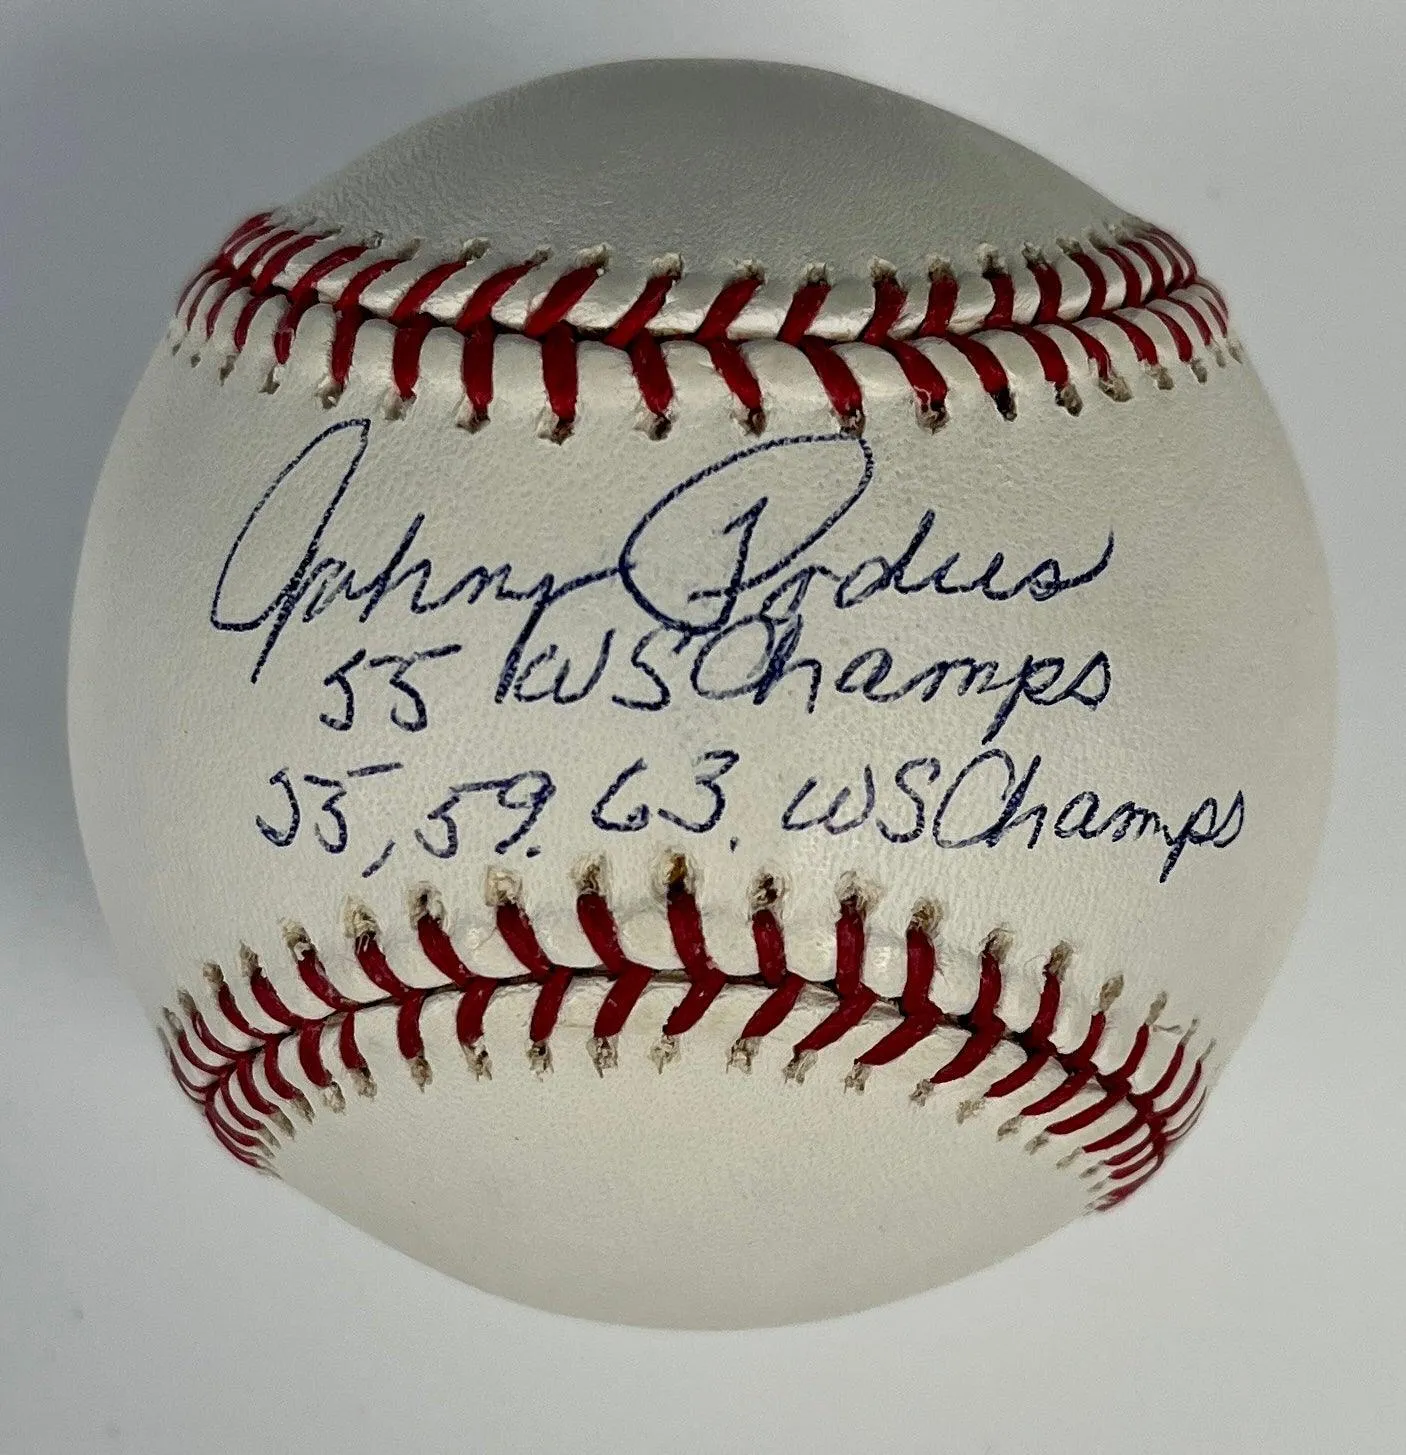 Johnny Podres
55 WS Champs
55, 59. 63. WS Champs